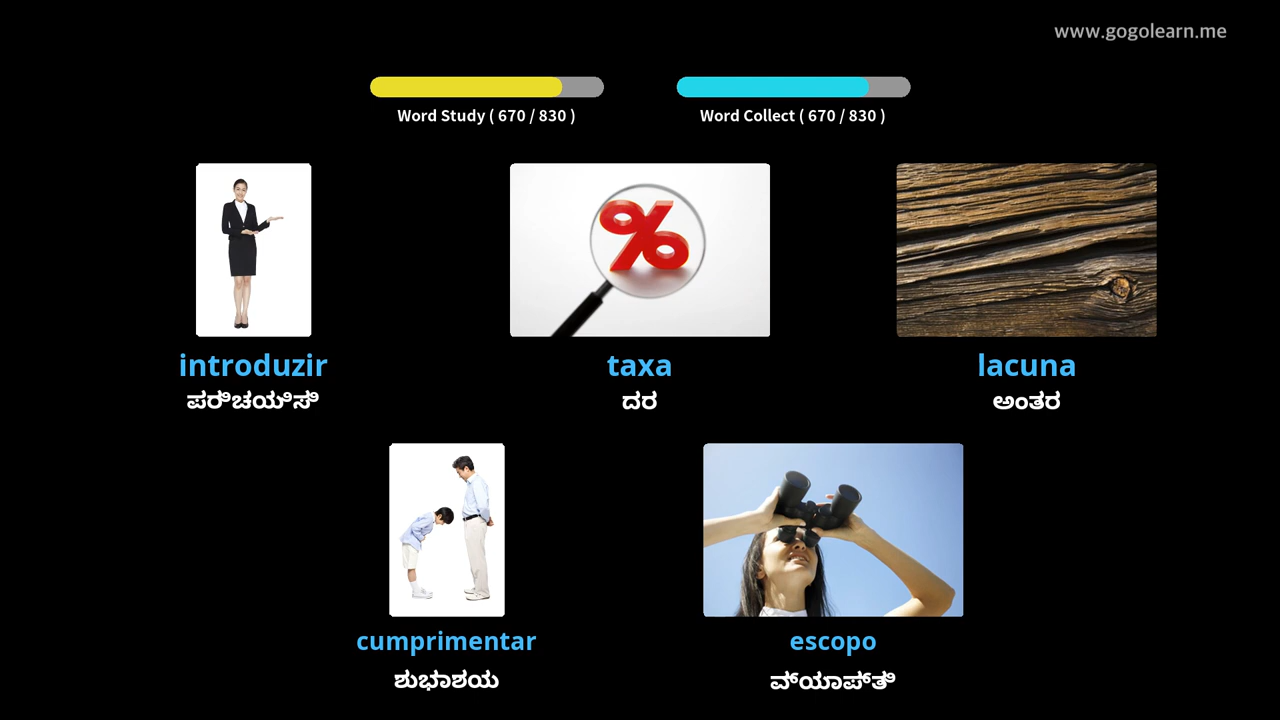 www.gogolearn.me
Word Study ( 670 / 830 )
Word Collect ( 670 / 830 )
introduzir
ಪರಿಚಯಿಸಿ
taxa
ದರ
lacuna
ಅಂತರ
cumprimentar
ಶುಭಾಶಯ
escopo
ವ್ಯಾಪ್ತಿ